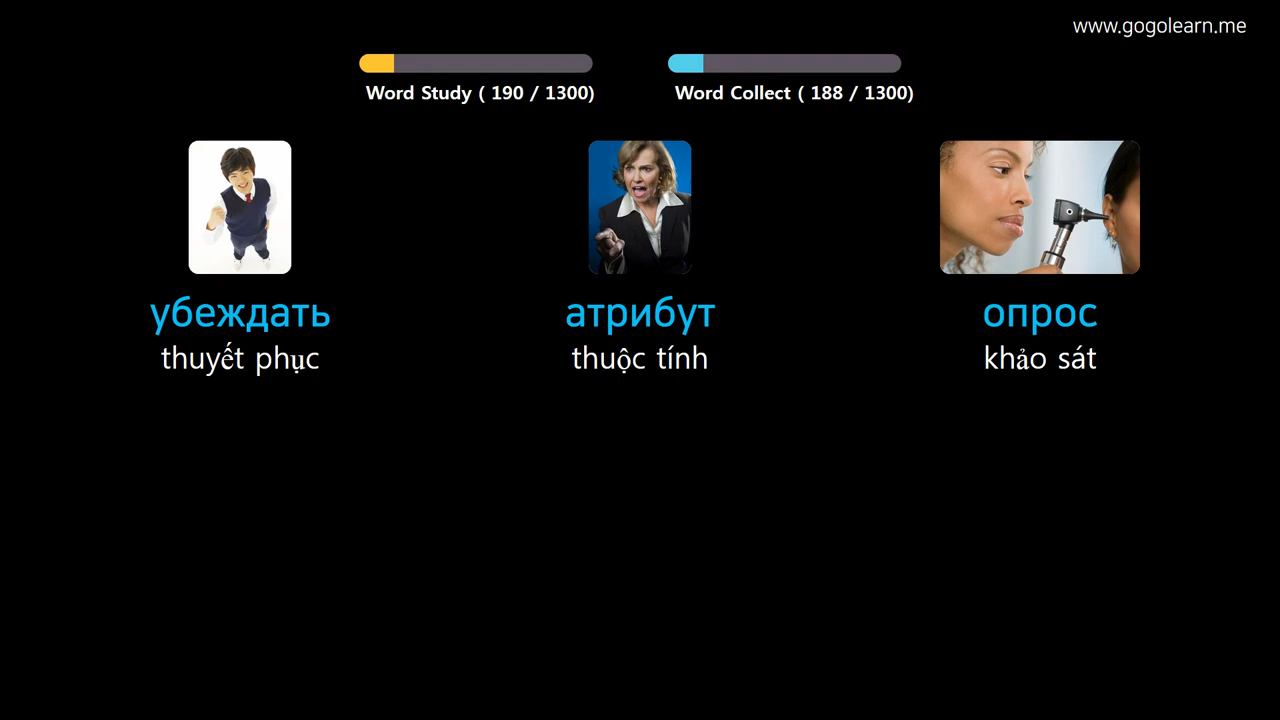 www.gogolearn.me
Word Study ( 190 / 1300)
Word Collect ( 188 / 1300)
убеждать
thuyết phục
атрибут
thuộc tính
опрос
khảo sát